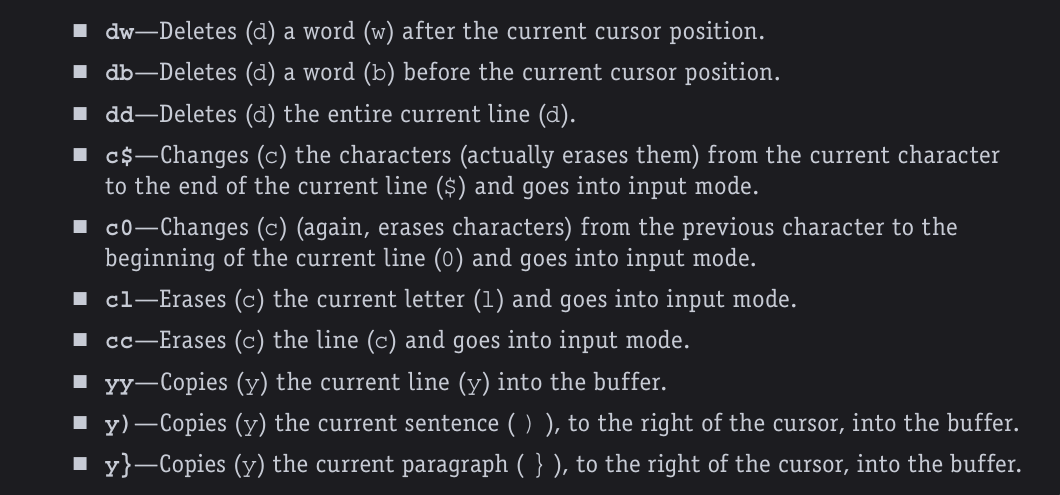 ■ dw—Deletes (d) a word (w) after the current cursor position.
■ db—Deletes (d) a word (b) before the current cursor position.
■ dd—Deletes (d) the entire current line (d).
■ c$—Changes (c) the characters (actually erases them) from the current character
to the end of the current line ($) and goes into input mode.
■ c0—Changes (c) (again, erases characters) from the previous character to the
beginning of the current line (0) and goes into input mode.
■ cl—Erases (c) the current letter (l) and goes into input mode.
■ cc—Erases (c) the line (c) and goes into input mode.
■ yy—Copies (y) the current line (y) into the buffer.
■ y)—Copies (y) the current sentence ( ) ), to the right of the cursor, into the buffer.
■ y}—Copies (y) the current paragraph ( } ), to the right of the cursor, into the buffer.